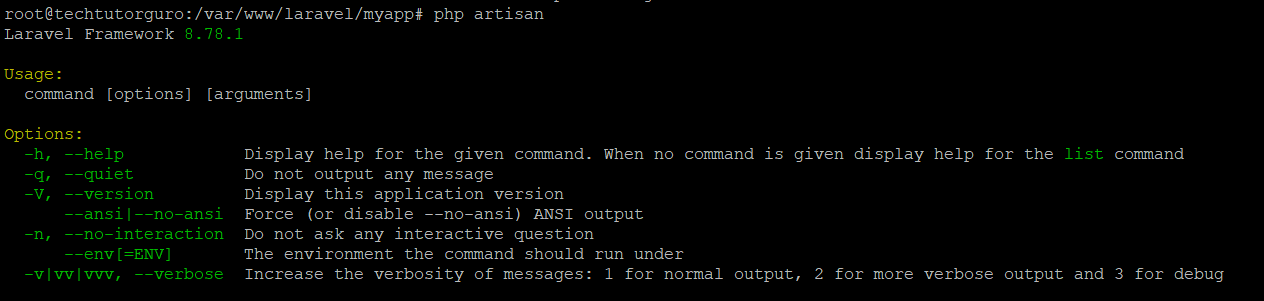 root@techtutorguro:/var/www/laravel/myapp# php artisan
Laravel Framework 8.78.1
Usage:
command [options] [arguments]
Options:
-h, --help Display help for the given command. When no command is given display help for the list command
-q, --quiet Do not output any message
-V, --version Display this application version
--ansi|--no-ansi Force (or disable --no-ansi) ANSI output
-n, --no-interaction Do not ask any interactive question
--env[=ENV] The environment the command should run under
-v|vv|vvv, --verbose Increase the verbosity of messages: 1 for normal output, 2 for more verbose output and 3 for debug